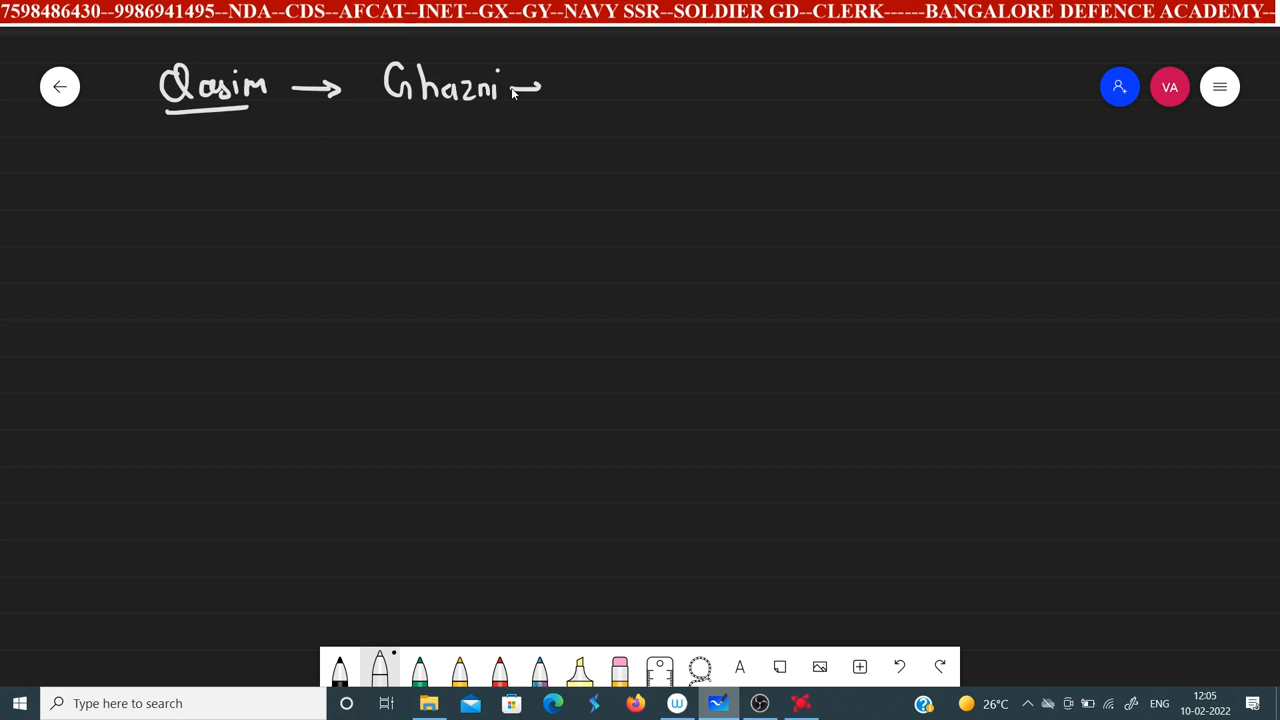 7598486430--9986941495--NDA--CDS--AFCAT--INET--GX--GY--NAVY SSR--SOLDIER GD--CLERK------BANGALORE DEFENCE ACADEMY--
Qasim → Ghazni →
VA
A
Type here to search
26°C
ENG
12:05
10-02-2022